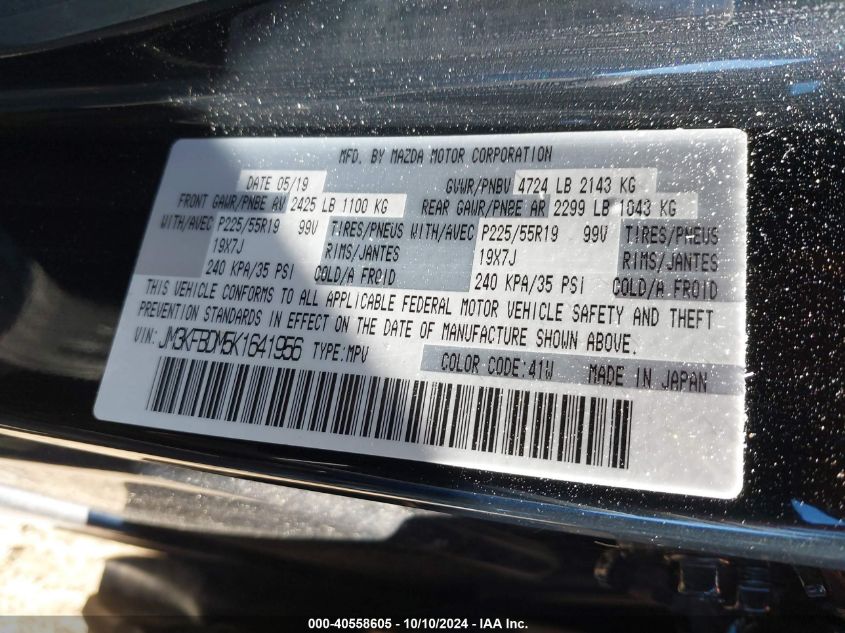 MFD. BY MAZDA MOTOR CORPORATION
DATE 05/19 GVWR/PNBV 4724 LB 2143 KG
FRONT GAWR/PNBE AV 2425 LB 1100 KG REAR GAWR/PNBE AR 2299 LB 1043 KG
WITH/AVEC P225/55R19 99V TIRES/PNEUS WITH/AVEC P225/55R19 99V TIRES/PNEUS
19X7J RIMS/JANTES 19X7J RIMS/JANTES
240 KPA/35 PSI COLD/A FROID 240 KPA/35 PSI COLD/A FROID
THIS VEHICLE CONFORMS TO ALL APPLICABLE FEDERAL MOTOR VEHICLE SAFETY AND THEFT
PREVENTION STANDARDS IN EFFECT ON THE DATE OF MANUFACTURE SHOWN ABOVE.
VIN: JM3KFBDM5K1641956 TYPE:MPV
COLOR CODE:41W MADE IN JAPAN
000-40558605 - 10/10/2024 - IAA Inc.